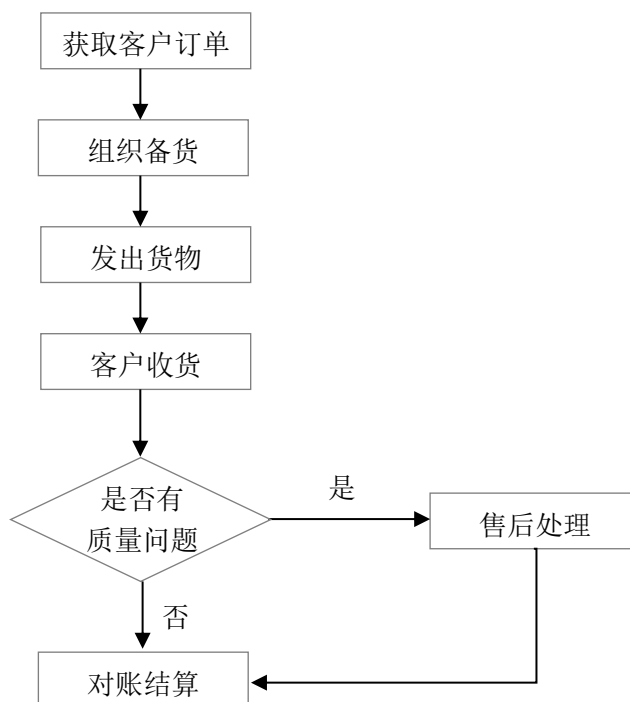 获取客户订单
组织备货
发出货物
客户收货
是否有
质量问题
是
售后处理
否
对账结算